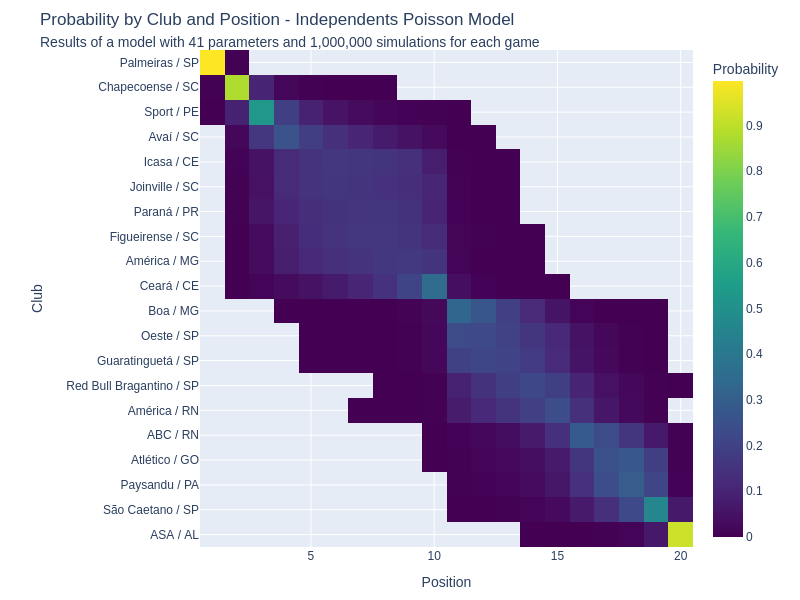 Probability by Club and Position - Independents Poisson Model
Results of a model with 41 parameters and 1,000,000 simulations for each game
Probability
Palmeiras / SP
Chapecoense / SC
Sport / PE
Avaí / SC
Icasa / CE
Joinville / SC
Paraná / PR
Figueirense / SC
América / MG
Ceará / CE
Boa / MG
Oeste / SP
Guaratinguetá / SP
Red Bull Bragantino / SP
América / RN
ABC / RN
Atlético / GO
Paysandu / PA
São Caetano / SP
ASA / AL
Club
5 10 15 20
Position
0.9
0.8
0.7
0.6
0.5
0.4
0.3
0.2
0.1
0